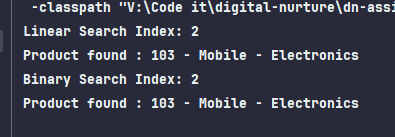 -classpath "V:\Code it\digital-nurture\dn-assi
Linear Search Index: 2
Product found : 103 - Mobile - Electronics
Binary Search Index: 2
Product found : 103 - Mobile - Electronics